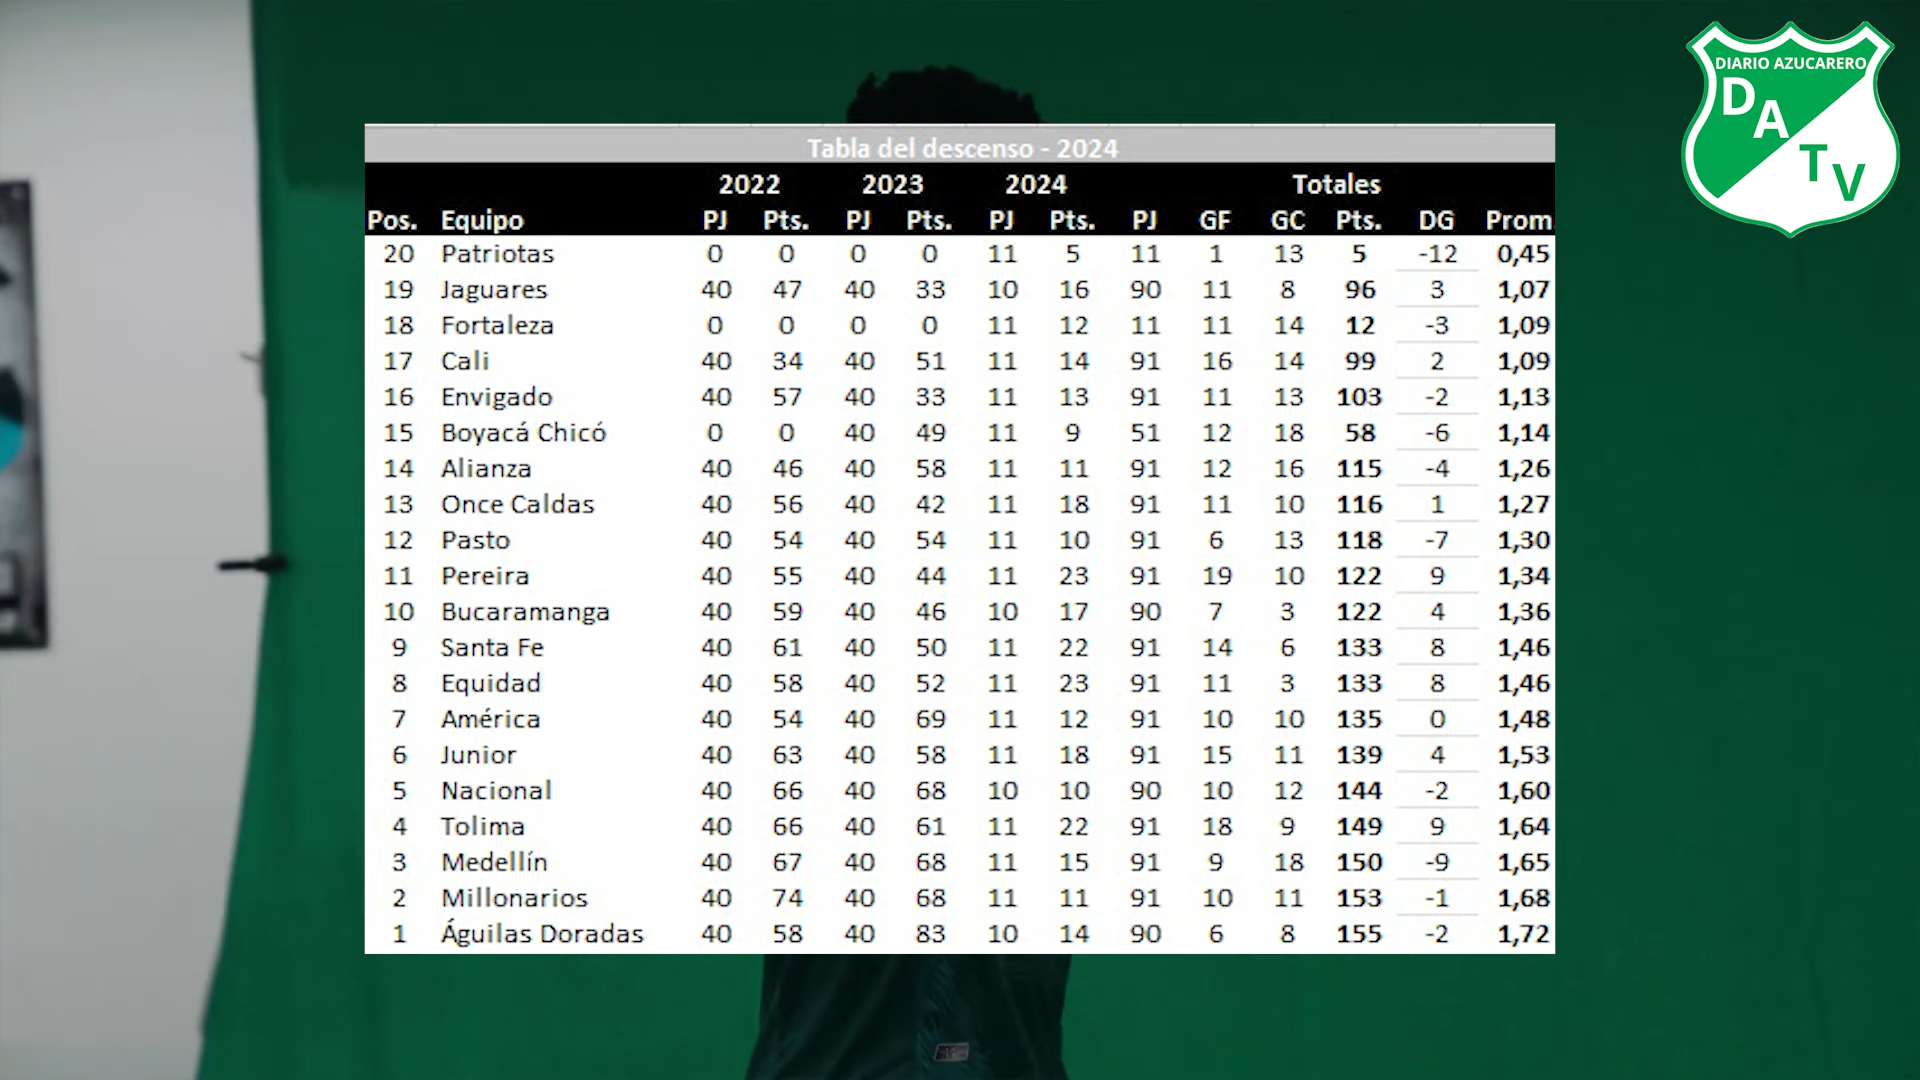 DIARIO AZUCARERO
D A T V
Tabla del descenso - 2024
2022 2023 2024 Totales
Pos. Equipo PJ Pts. PJ Pts. PJ Pts. PJ GF GC Pts. DG Prom.
20 Patriotas 0 0 0 0 11 5 11 1 13 5 -12 0,45
19 Jaguares 40 47 40 33 10 16 90 11 8 96 3 1,07
18 Fortaleza 0 0 0 0 11 12 11 11 14 12 -3 1,09
17 Cali 40 34 40 51 11 14 91 16 14 99 2 1,09
16 Envigado 40 57 40 33 11 13 91 11 13 103 -2 1,13
15 Boyacá Chicó 0 0 40 49 11 9 51 12 18 58 -6 1,14
14 Alianza 40 46 40 58 11 11 91 12 16 115 -4 1,26
13 Once Caldas 40 56 40 42 11 18 91 11 10 116 1 1,27
12 Pasto 40 54 40 54 11 10 91 6 13 118 -7 1,30
11 Pereira 40 55 40 44 11 23 91 19 10 122 9 1,34
10 Bucaramanga 40 59 40 46 10 17 90 7 3 122 4 1,36
9 Santa Fe 40 61 40 50 11 22 91 14 6 133 8 1,46
8 Equidad 40 58 40 52 11 23 91 11 3 133 8 1,46
7 América 40 54 40 69 11 12 91 10 10 135 0 1,48
6 Junior 40 63 40 58 11 18 91 15 11 139 4 1,53
5 Nacional 40 66 40 68 10 10 90 10 12 144 -2 1,60
4 Tolima 40 66 40 61 11 22 91 18 9 149 9 1,64
3 Medellín 40 67 40 68 11 15 91 9 18 150 -9 1,65
2 Millonarios 40 74 40 68 11 11 91 10 11 153 -1 1,68
1 Águilas Doradas 40 58 40 83 10 14 90 6 8 155 -2 1,72